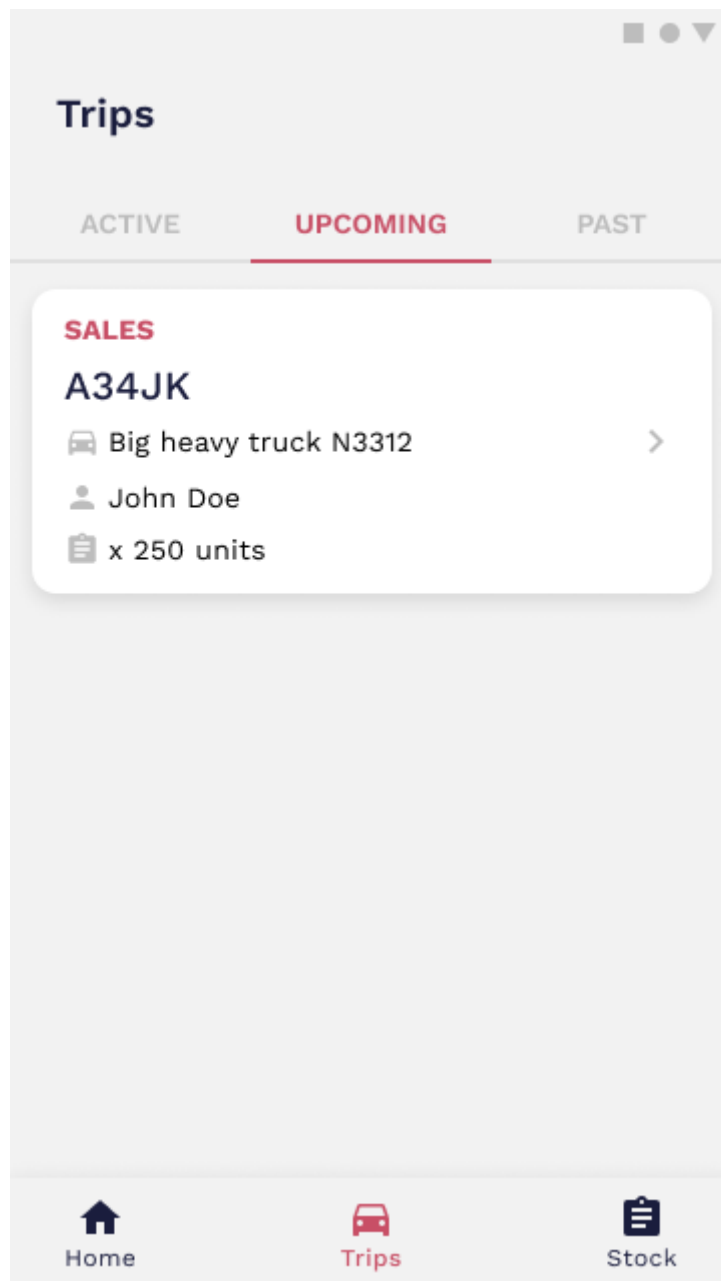 Trips
ACTIVE UPCOMING PAST
SALES
A34JK
Big heavy truck N3312
John Doe
x 250 units
Home Trips Stock